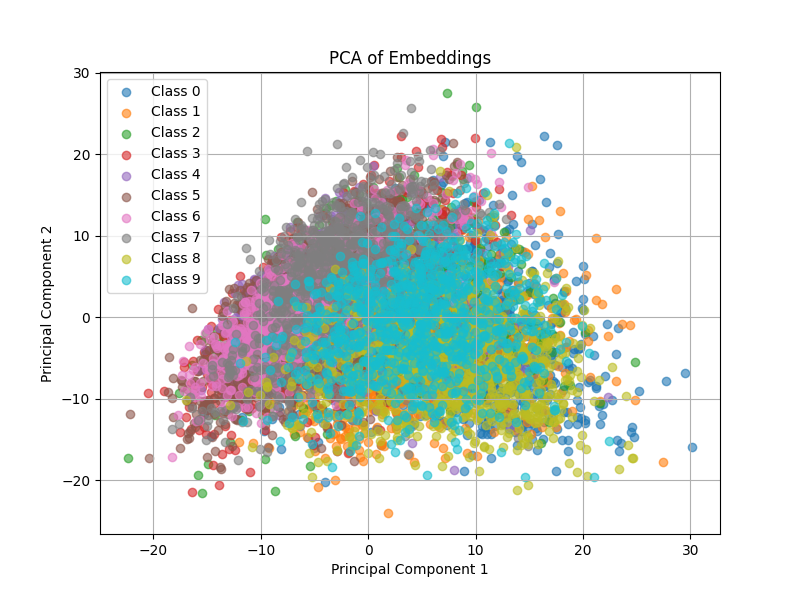 PCA of Embeddings
Class 0
Class 1
Class 2
Class 3
Class 4
Class 5
Class 6
Class 7
Class 8
Class 9
30
20
10
0
−10
−20
Principal Component 2
−20 −10 0 10 20 30
Principal Component 1